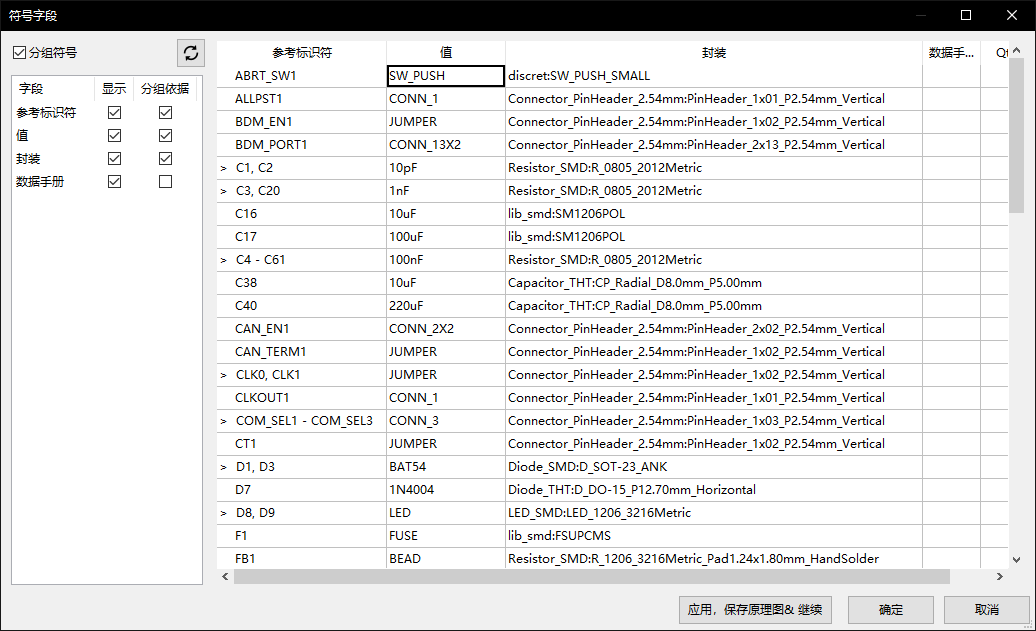 符号字段
分组符号
字段 显示 分组依据
参考标识符
值
封装
数据手册
参考标识符 值 封装 数据手...
ABRT_SW1 SW_PUSH discret:SW_PUSH_SMALL
ALLPST1 CONN_1 Connector_PinHeader_2.54mm:PinHeader_1x01_P2.54mm_Vertical
BDM_EN1 JUMPER Connector_PinHeader_2.54mm:PinHeader_1x02_P2.54mm_Vertical
BDM_PORT1 CONN_13X2 Connector_PinHeader_2.54mm:PinHeader_2x13_P2.54mm_Vertical
> C1, C2 10pF Resistor_SMD:R_0805_2012Metric
> C3, C20 1nF Resistor_SMD:R_0805_2012Metric
C16 10uF lib_smd:SM1206POL
C17 100uF lib_smd:SM1206POL
> C4 - C61 100nF Resistor_SMD:R_0805_2012Metric
C38 10uF Capacitor_THT:CP_Radial_D8.0mm_P5.00mm
C40 220uF Capacitor_THT:CP_Radial_D8.0mm_P5.00mm
CAN_EN1 CONN_2X2 Connector_PinHeader_2.54mm:PinHeader_2x02_P2.54mm_Vertical
CAN_TERM1 JUMPER Connector_PinHeader_2.54mm:PinHeader_1x02_P2.54mm_Vertical
> CLK0, CLK1 JUMPER Connector_PinHeader_2.54mm:PinHeader_1x02_P2.54mm_Vertical
CLKOUT1 CONN_1 Connector_PinHeader_2.54mm:PinHeader_1x01_P2.54mm_Vertical
> COM_SEL1 - COM_SEL3 CONN_3 Connector_PinHeader_2.54mm:PinHeader_1x03_P2.54mm_Vertical
CT1 JUMPER Connector_PinHeader_2.54mm:PinHeader_1x02_P2.54mm_Vertical
> D1, D3 BAT54 Diode_SMD:D_SOT-23_ANK
D7 1N4004 Diode_THT:D_DO-15_P12.70mm_Horizontal
> D8, D9 LED LED_SMD:LED_1206_3216Metric
F1 FUSE lib_smd:FSUPCMS
FB1 BEAD Resistor_SMD:R_1206_3216Metric_Pad1.24x1.80mm_HandSolder
应用，保存原理图& 继续 确定 取消